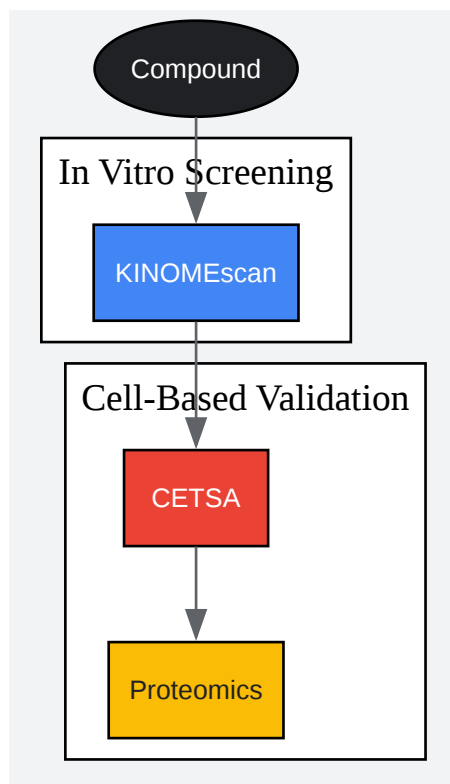 Compound
In Vitro Screening
KINOMEscan
Cell-Based Validation
CETSA
Proteomics